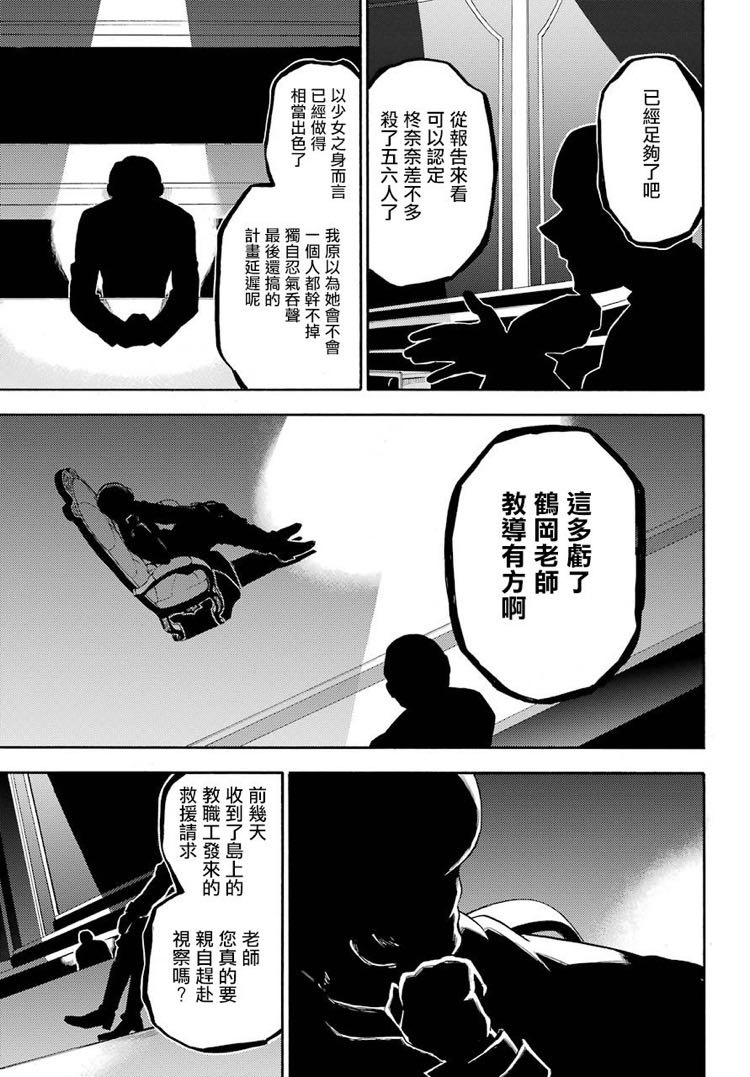 已經足夠了吧
從報告來看
可以認定
柊奈奈差不多
殺了五六人了
以少女之身而言
已經做得
相當出色了
我原以為她會不會
一個人都幹不掉
獨自忍氣吞聲
最後還搞的
計畫延遲呢
這多虧了
鶴岡老師
教導有方啊
前幾天
收到了島上的
教職工發來的
救援請求
老師
您真的要
親自趕赴
視察嗎？